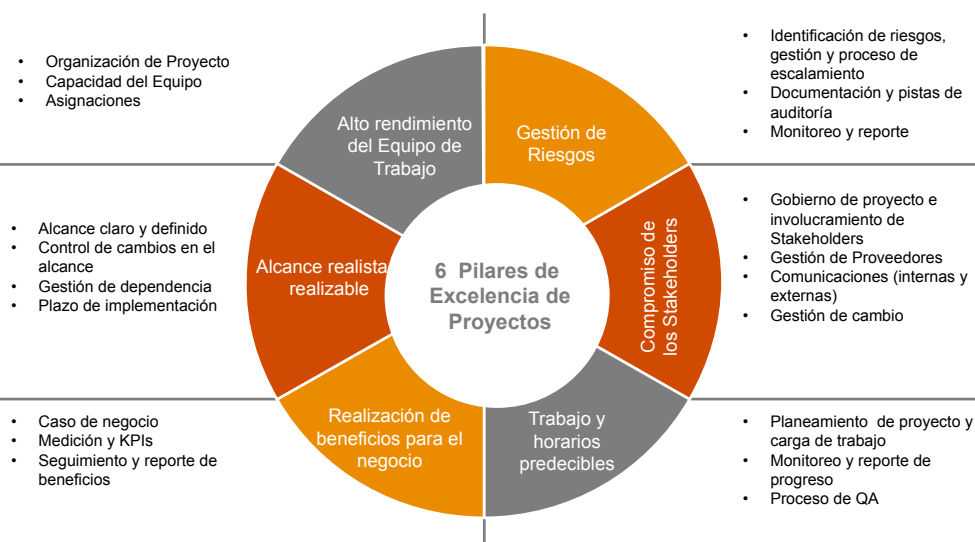 • Organización de Proyecto
• Capacidad del Equipo
• Asignaciones
Alto rendimiento
del Equipo de
Trabajo
Gestión de
Riesgos
• Identificación de riesgos,
gestión y proceso de
escalamiento
• Documentación y pistas de
auditoría
• Monitoreo y reporte
• Alcance claro y definido
• Control de cambios en el
alcance
• Gestión de dependencia
• Plazo de implementación
Alcance realista
realizable
6 Pilares de
Excelencia de
Proyectos
Compromiso de
los Stakeholders
• Gobierno de proyecto e
involucramiento de
Stakeholders
• Gestión de Proveedores
• Comunicaciones (internas y
externas)
• Gestión de cambio
• Caso de negocio
• Medición y KPIs
• Seguimiento y reporte de
beneficios
Realización de
beneficios para el
negocio
Trabajo y
horarios
predecibles
• Planeamiento de proyecto y
carga de trabajo
• Monitoreo y reporte de
progreso
• Proceso de QA